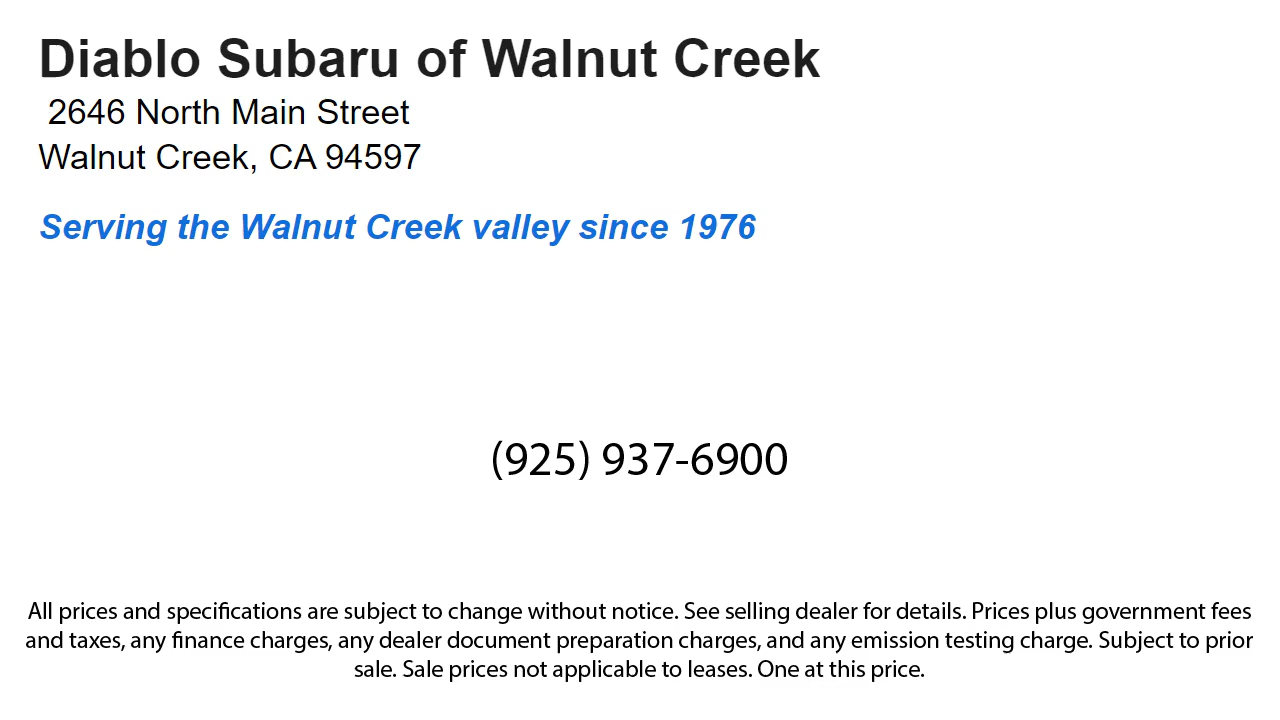 Diablo Subaru of Walnut Creek
2646 North Main Street
Walnut Creek, CA 94597
Serving the Walnut Creek valley since 1976
(925) 937-6900
All prices and specifications are subject to change without notice. See selling dealer for details. Prices plus government fees
and taxes, any finance charges, any dealer document preparation charges, and any emission testing charge. Subject to prior
sale. Sale prices not applicable to leases. One at this price.